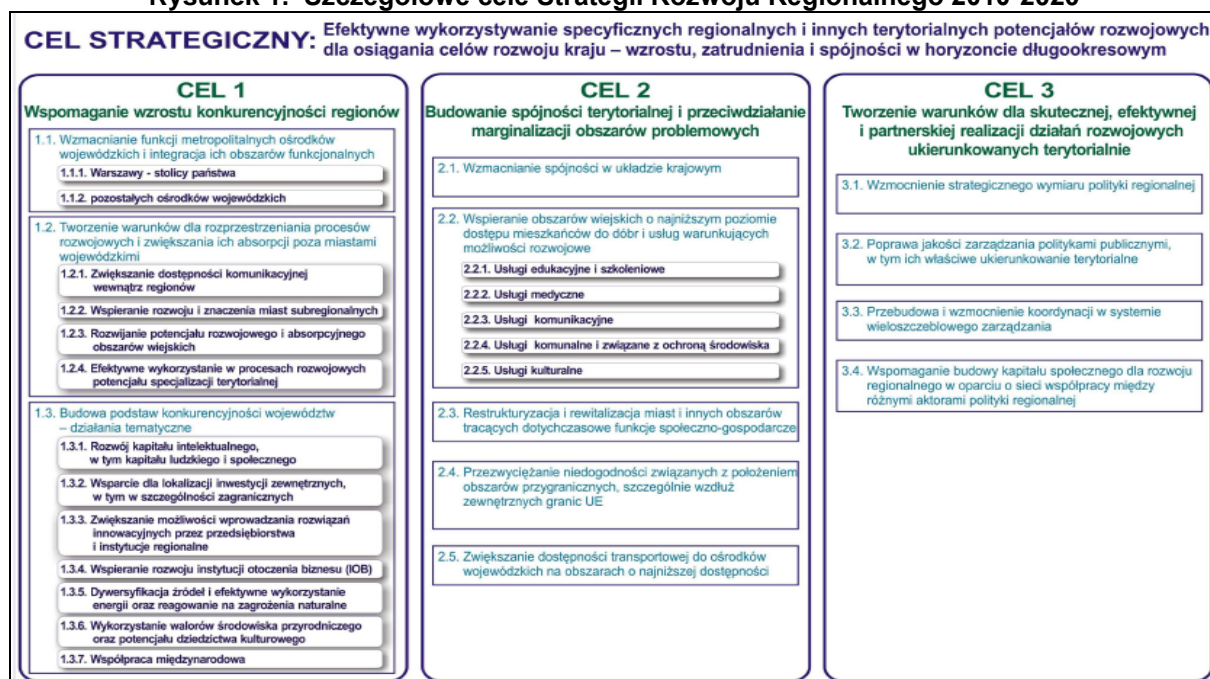 Rysunek 1. Szczegółowe cele Strategii Rozwoju Regionalnego 2010-2020
CEL STRATEGICZNY: Efektywne wykorzystywanie specyficznych regionalnych i innych terytorialnych potencjałów rozwojowych
dla osiągania celów rozwoju kraju – wzrostu, zatrudnienia i spójności w horyzoncie długookresowym
CEL 1
Wspomaganie wzrostu konkurencyjności regionów
1.1. Wzmacnianie funkcji metropolitalnych ośrodków
wojewódzkich i integracja ich obszarów funkcjonalnych
1.1.1. Warszawy - stolicy państwa
1.1.2. pozostałych ośrodków wojewódzkich
1.2. Tworzenie warunków dla rozprzestrzeniania procesów
rozwojowych i zwiększania ich absorpcji poza miastami
wojewódzkimi
1.2.1. Zwiększanie dostępności komunikacyjnej
wewnątrz regionów
1.2.2. Wspieranie rozwoju i znaczenia miast subregionalnych
1.2.3. Rozwijanie potencjału rozwojowego i absorpcyjnego
obszarów wiejskich
1.2.4. Efektywne wykorzystanie w procesach rozwojowych
potencjału specjalizacji terytorialnej
1.3. Budowa podstaw konkurencyjności województw
– działania tematyczne
1.3.1. Rozwój kapitału intelektualnego,
w tym kapitału ludzkiego i społecznego
1.3.2. Wsparcie dla lokalizacji inwestycji zewnętrznych,
w tym w szczególności zagranicznych
1.3.3. Zwiększanie możliwości wprowadzania rozwiązań
innowacyjnych przez przedsiębiorstwa
i instytucje regionalne
1.3.4. Wspieranie rozwoju instytucji otoczenia biznesu (IOB)
1.3.5. Dywersyfikacja źródeł i efektywne wykorzystanie
energii oraz reagowanie na zagrożenia naturalne
1.3.6. Wykorzystanie walorów środowiska przyrodniczego
oraz potencjału dziedzictwa kulturowego
1.3.7. Współpraca międzynarodowa
CEL 2
Budowanie spójności terytorialnej i przeciwdziałanie
marginalizacji obszarów problemowych
2.1. Wzmacnianie spójności w układzie krajowym
2.2. Wspieranie obszarów wiejskich o najniższym poziomie
dostępu mieszkańców do dóbr i usług warunkujących
możliwości rozwojowe
2.2.1. Usługi edukacyjne i szkoleniowe
2.2.2. Usługi medyczne
2.2.3. Usługi komunikacyjne
2.2.4. Usługi komunalne i związane z ochroną środowiska
2.2.5. Usługi kulturalne
2.3. Restrukturyzacja i rewitalizacja miast i innych obszarów
tracących dotychczasowe funkcje społeczno-gospodarcze
2.4. Przezwyciężanie niedogodności związanych z położeniem
obszarów przygranicznych, szczególnie wzdłuż
zewnętrznych granic UE
2.5. Zwiększanie dostępności transportowej do ośrodków
wojewódzkich na obszarach o najniższej dostępności
CEL 3
Tworzenie warunków dla skutecznej, efektywnej
i partnerskiej realizacji działań rozwojowych
ukierunkowanych terytorialnie
3.1. Wzmocnienie strategicznego wymiaru polityki regionalnej
3.2. Poprawa jakości zarządzania politykami publicznymi,
w tym ich właściwe ukierunkowanie terytorialne
3.3. Przebudowa i wzmocnienie koordynacji w systemie
wieloszczeblowego zarządzania
3.4. Wspomaganie budowy kapitału społecznego dla rozwoju
regionalnego w oparciu o sieci współpracy między
różnymi aktorami polityki regionalnej